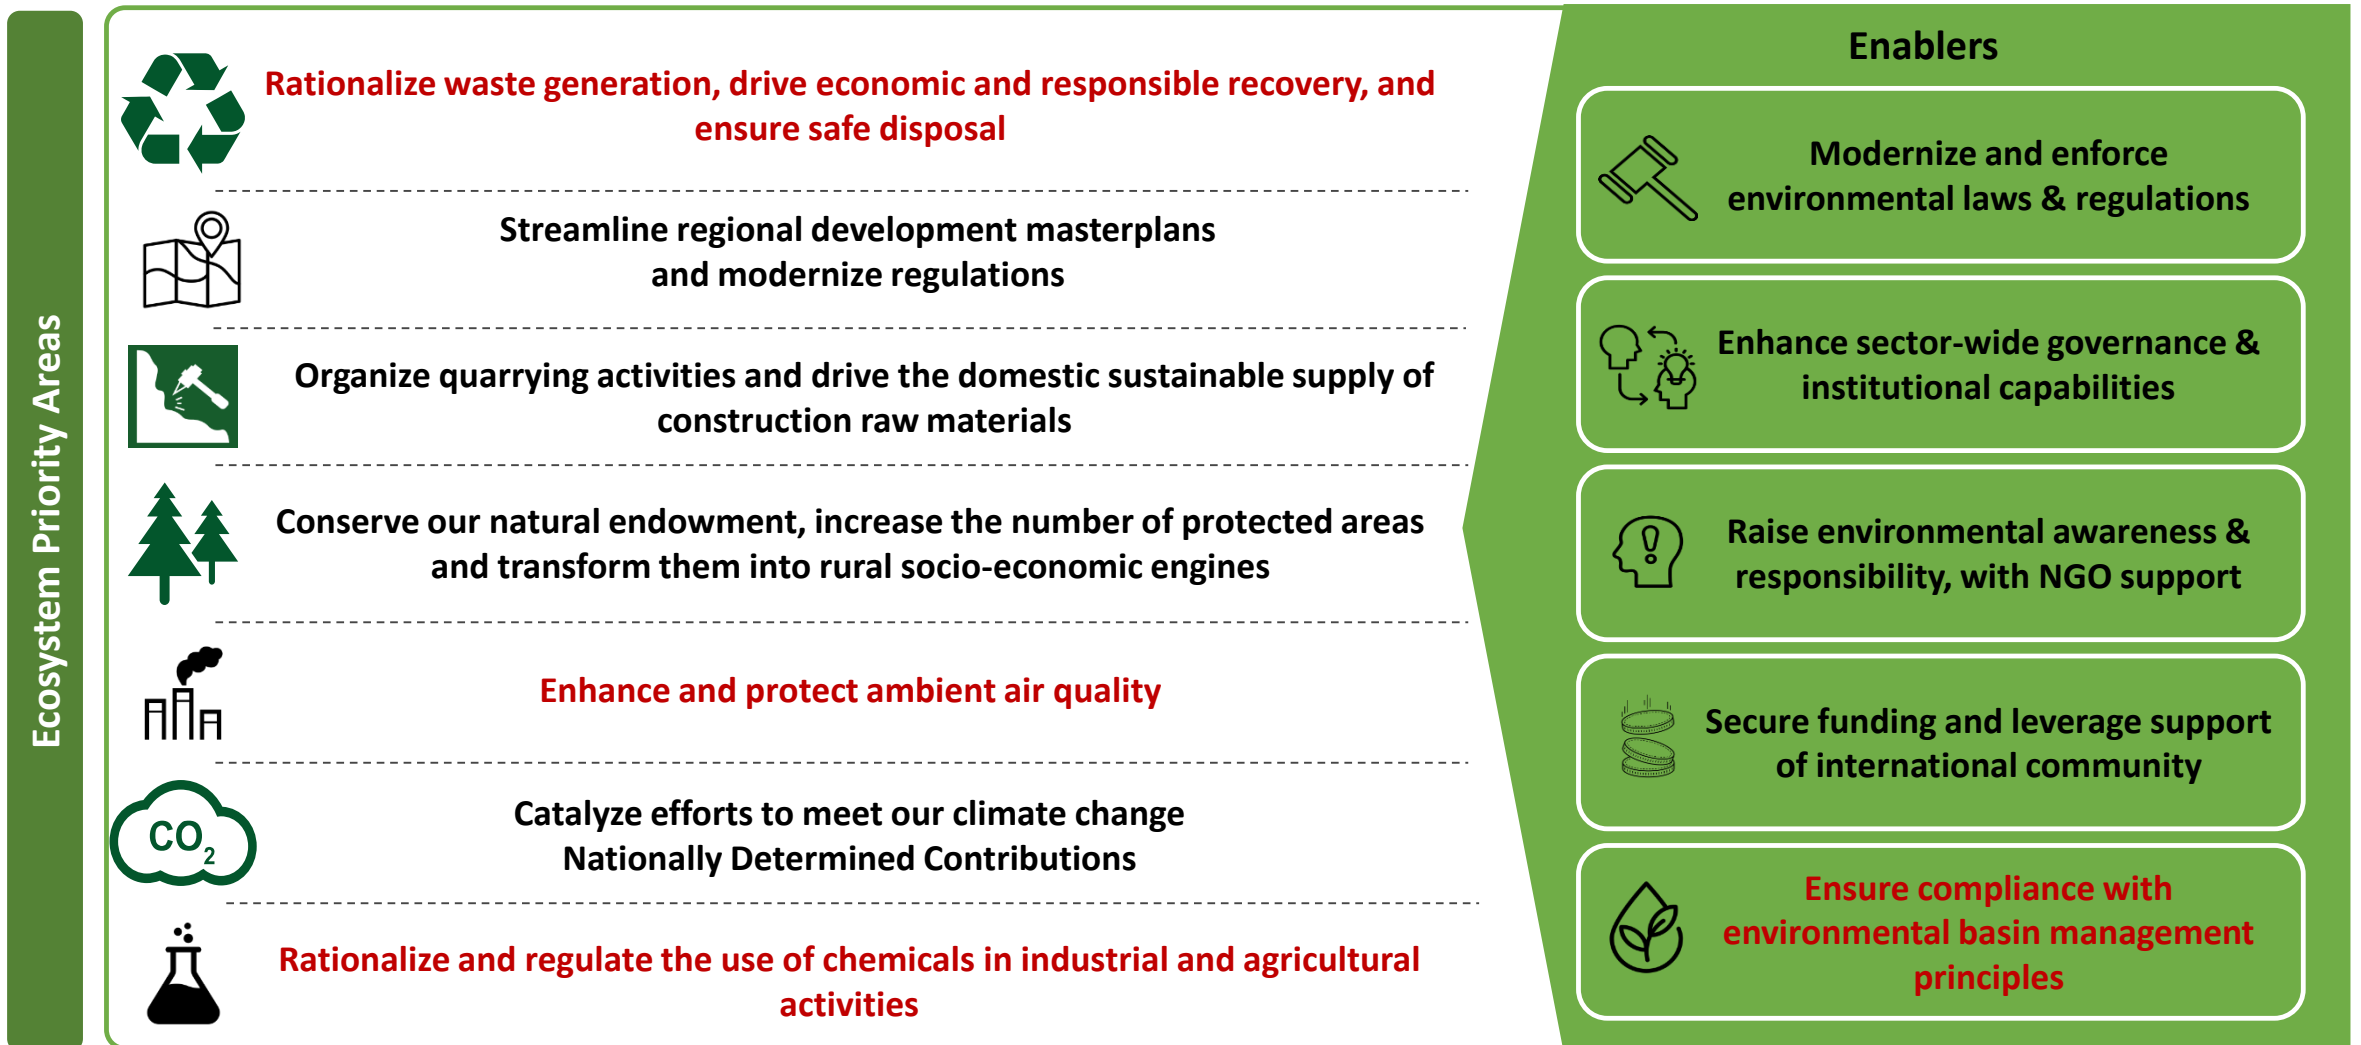 Ecosystem Priority Areas
Rationalize waste generation, drive economic and responsible recovery, and
ensure safe disposal
Streamline regional development masterplans
and modernize regulations
Organize quarrying activities and drive the domestic sustainable supply of
construction raw materials
Conserve our natural endowment, increase the number of protected areas
and transform them into rural socio-economic engines
Enhance and protect ambient air quality
CO2
Catalyze efforts to meet our climate change
Nationally Determined Contributions
Rationalize and regulate the use of chemicals in industrial and agricultural
activities
Enablers
Modernize and enforce
environmental laws & regulations
Enhance sector-wide governance &
institutional capabilities
Raise environmental awareness &
responsibility, with NGO support
Secure funding and leverage support
of international community
Ensure compliance with
environmental basin management
principles